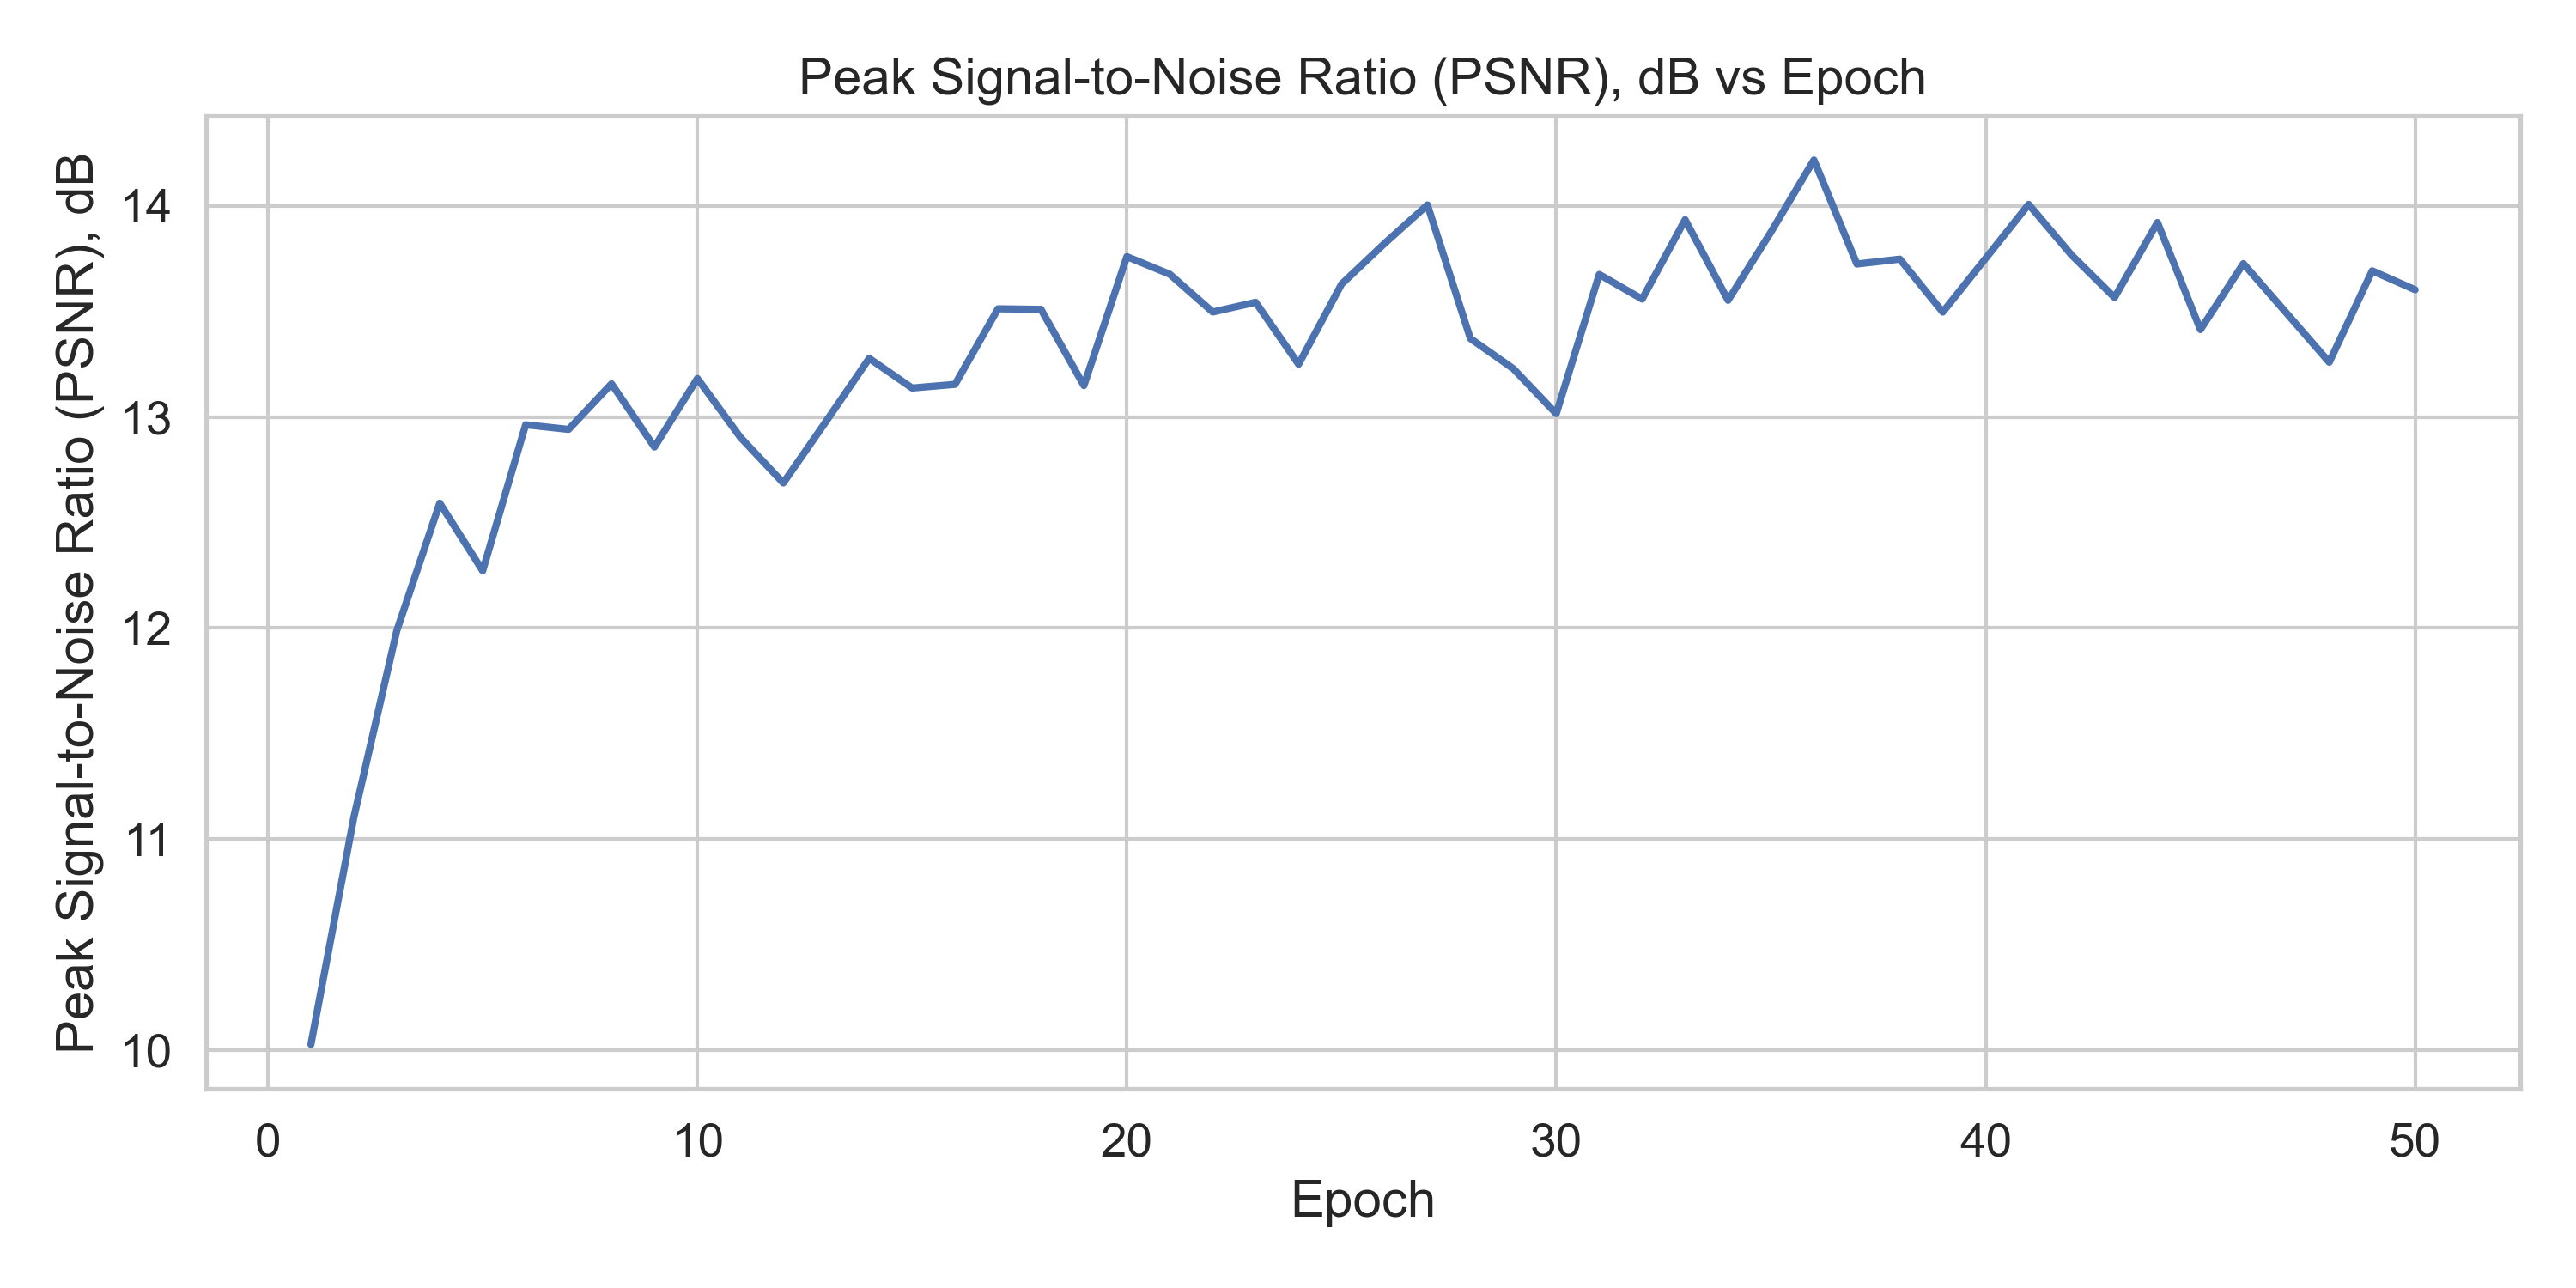 Peak Signal-to-Noise Ratio (PSNR), dB vs Epoch
Peak Signal-to-Noise Ratio (PSNR), dB
14
13
12
11
10
0 10 20 30 40 50
Epoch